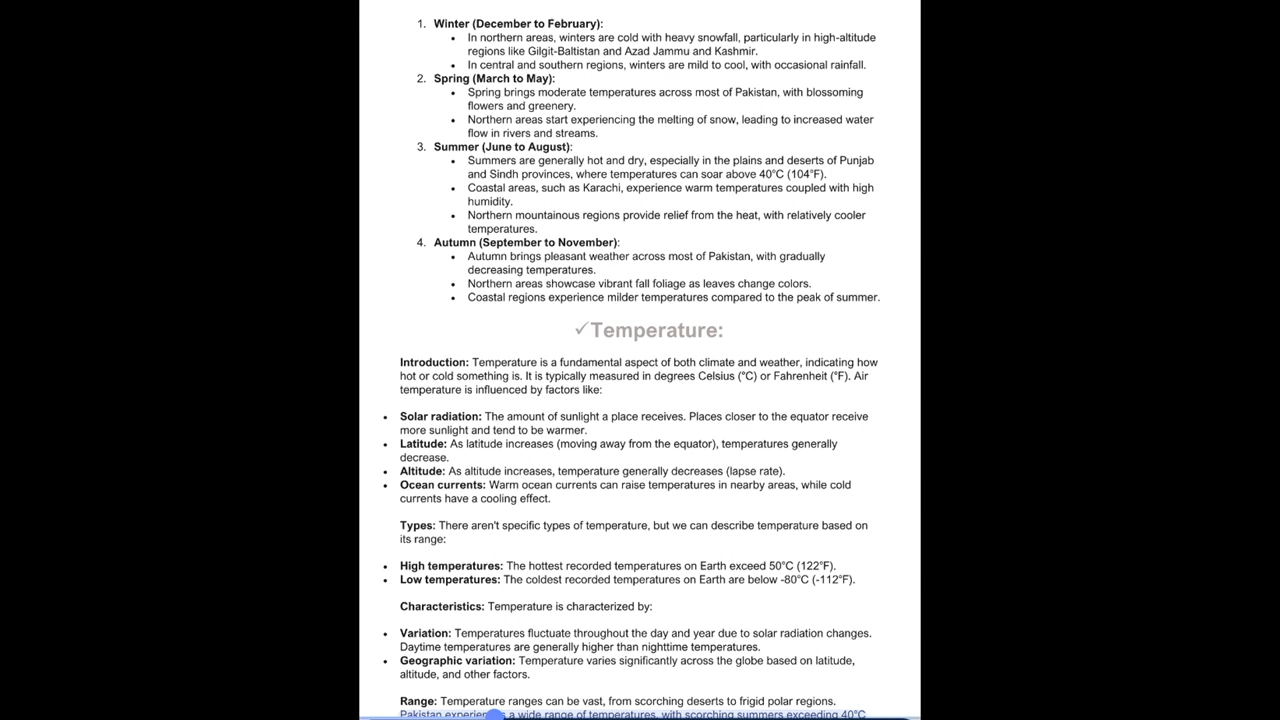 1. Winter (December to February):
• In northern areas, winters are cold with heavy snowfall, particularly in high-altitude
regions like Gilgit-Baltistan and Azad Jammu and Kashmir.
• In central and southern regions, winters are mild to cool, with occasional rainfall.
2. Spring (March to May):
• Spring brings moderate temperatures across most of Pakistan, with blossoming
flowers and greenery.
• Northern areas start experiencing the melting of snow, leading to increased water
flow in rivers and streams.
3. Summer (June to August):
• Summers are generally hot and dry, especially in the plains and deserts of Punjab
and Sindh provinces, where temperatures can soar above 40°C (104°F).
• Coastal areas, such as Karachi, experience warm temperatures coupled with high
humidity.
• Northern mountainous regions provide relief from the heat, with relatively cooler
temperatures.
4. Autumn (September to November):
• Autumn brings pleasant weather across most of Pakistan, with gradually
decreasing temperatures.
• Northern areas showcase vibrant fall foliage as leaves change colors.
• Coastal regions experience milder temperatures compared to the peak of summer.
✓Temperature:
Introduction: Temperature is a fundamental aspect of both climate and weather, indicating how
hot or cold something is. It is typically measured in degrees Celsius (°C) or Fahrenheit (°F). Air
temperature is influenced by factors like:
• Solar radiation: The amount of sunlight a place receives. Places closer to the equator receive
more sunlight and tend to be warmer.
• Latitude: As latitude increases (moving away from the equator), temperatures generally
decrease.
• Altitude: As altitude increases, temperature generally decreases (lapse rate).
• Ocean currents: Warm ocean currents can raise temperatures in nearby areas, while cold
currents have a cooling effect.
Types: There aren't specific types of temperature, but we can describe temperature based on
its range:
• High temperatures: The hottest recorded temperatures on Earth exceed 50°C (122°F).
• Low temperatures: The coldest recorded temperatures on Earth are below -80°C (-112°F).
Characteristics: Temperature is characterized by:
• Variation: Temperatures fluctuate throughout the day and year due to solar radiation changes.
Daytime temperatures are generally higher than nighttime temperatures.
• Geographic variation: Temperature varies significantly across the globe based on latitude,
altitude, and other factors.
Range: Temperature ranges can be vast, from scorching deserts to frigid polar regions.
Pakistan a wide range of temperatures, with scorching summers exceeding 40°C